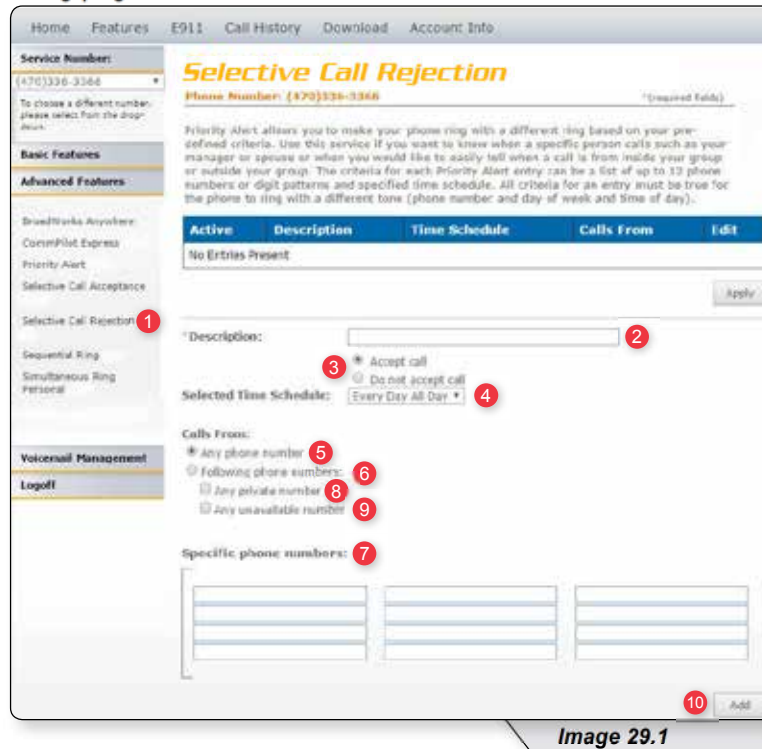 Home Features E911 Call History Download Account Info
Service Number:
(470)336-3366
To choose a different number, please select from the drop-down.
Basic Features
Advanced Features
BroadWorks Anywhere
CommPilot Express
Priority Alert
Selective Call Acceptance
Selective Call Rejection 1
Sequential Ring
Simultaneous Ring
Personal
Voicemail Management
Logoff
Selective Call Rejection
Phone Number: (470)336-3366 *(required fields)
Priority Alert allows you to make your phone ring with a different ring based on your pre-
defined criteria. Use this service if you want to know when a specific person calls such as your
manager or spouse or when you would like to easily tell when a call is from inside your group
or outside your group. The criteria for each Priority Alert entry can be a list of up to 12 phone
numbers or digit patterns and specified time schedule. All criteria for an entry must be true for
the phone to ring with a different tone (phone number and day of week and time of day).
Active Description Time Schedule Calls From Edit
No Entries Present
Apply
*Description: 2
3 Accept call
Do not accept call
Selected Time Schedule: Every Day All Day 4
Calls From:
Any phone number 5
Following phone numbers: 6
Any private number 8
Any unavailable number 9
Specific phone numbers: 7
10 Add
Image 29.1